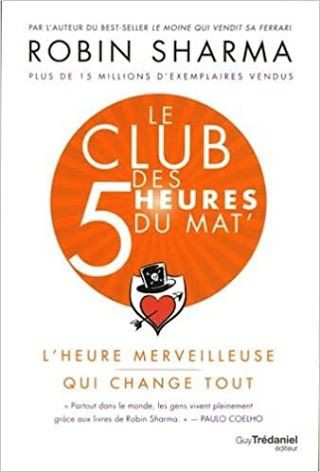 PAR L'AUTEUR DU BEST-SELLER LE MOINE QUI VENDIT SA FERRARI
ROBIN SHARMA
PLUS DE 15 MILLIONS D'EXEMPLAIRES VENDUS
LE
CLUB
DES
5 HEURES
DU MAT'
L'HEURE MERVEILLEUSE
QUI CHANGE TOUT
« Partout dans le monde, les gens vivent pleinement
grâce aux livres de Robin Sharma. » — PAULO COELHO
Guy Trédaniel
éditeur